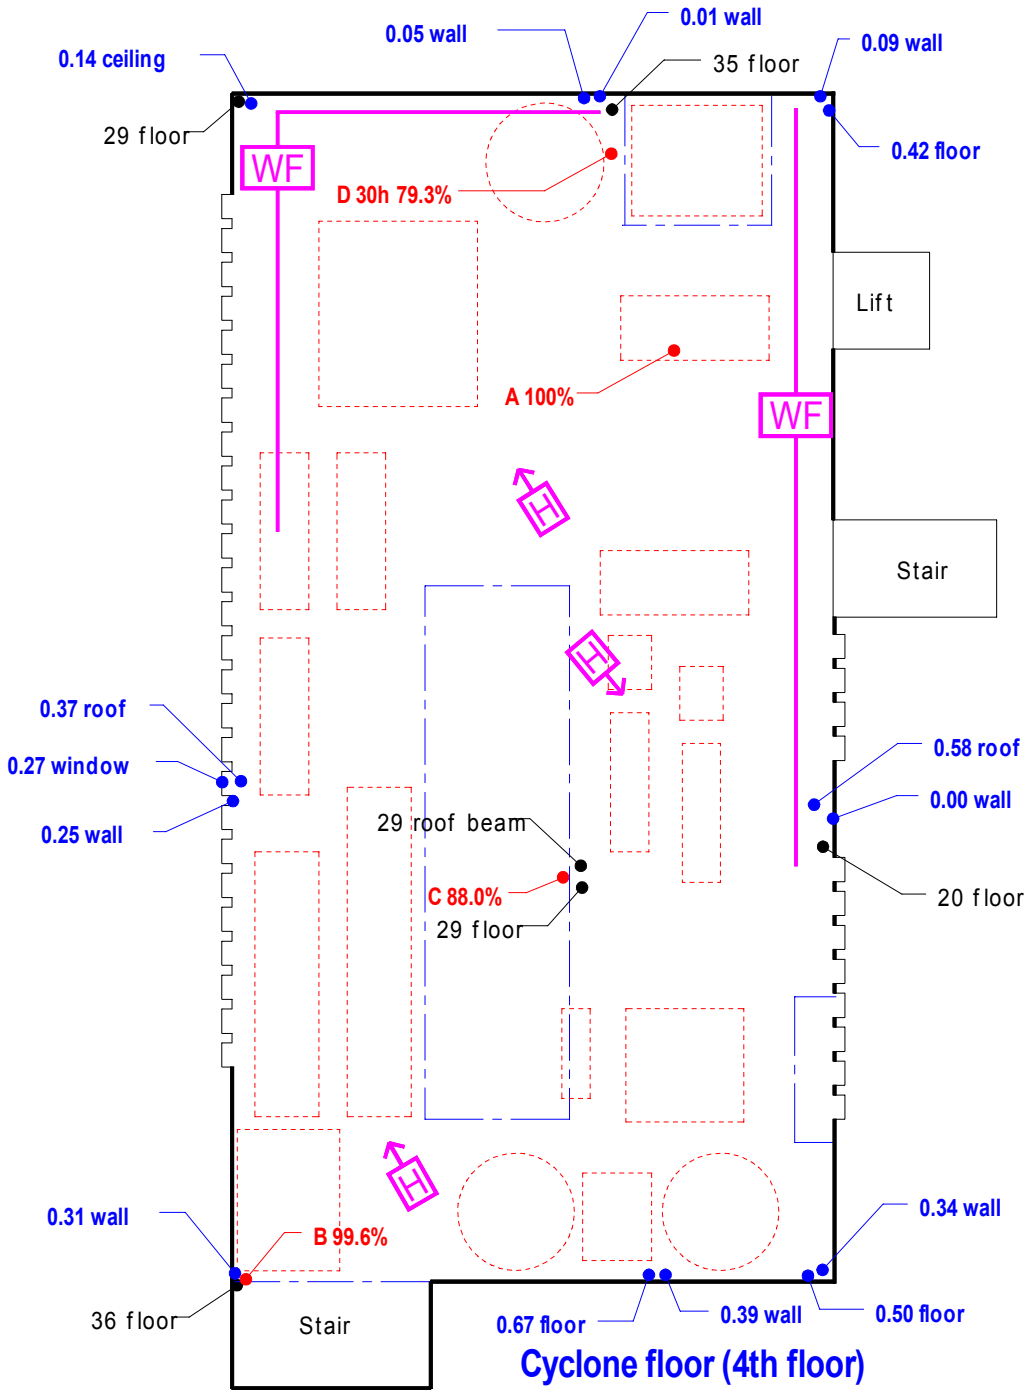 0.01 wall
0.05 wall
0.09 wall
0.14 ceiling
35 floor
29 floor
0.42 floor
WF
D 30h 79.3%
Lift
A 100%
WF
H
Stair
H
0.37 roof
0.58 roof
0.27 window
0.00 wall
0.25 wall
29 roof beam
C 88.0%
20 floor
29 floor
H
0.31 wall
0.34 wall
B 99.6%
36 floor
Stair
0.67 floor
0.39 wall
0.50 floor
Cyclone floor (4th floor)